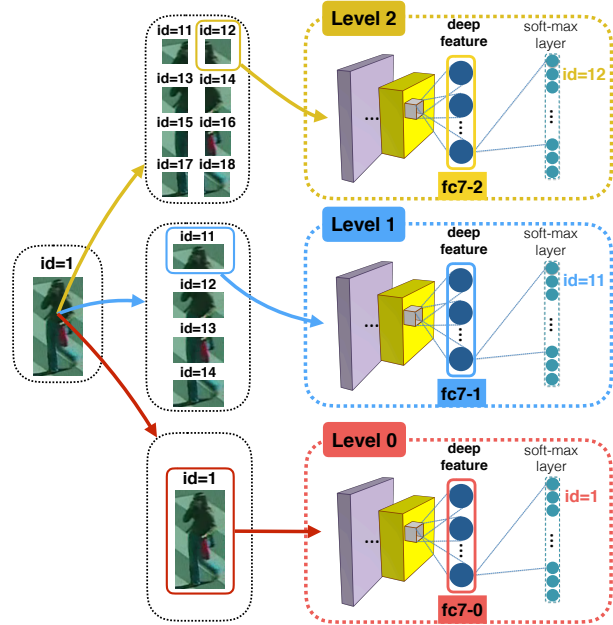 id=11 id=12
id=13 id=14
id=15 id=16
id=17 id=18
Level 2
deep
feature
soft-max
layer
...
...
...
id=12
fc7-2
id=1
id=11
id=12
id=13
id=14
Level 1
deep
feature
soft-max
layer
...
...
...
id=11
fc7-1
id=1
Level 0
deep
feature
soft-max
layer
...
...
...
id=1
fc7-0